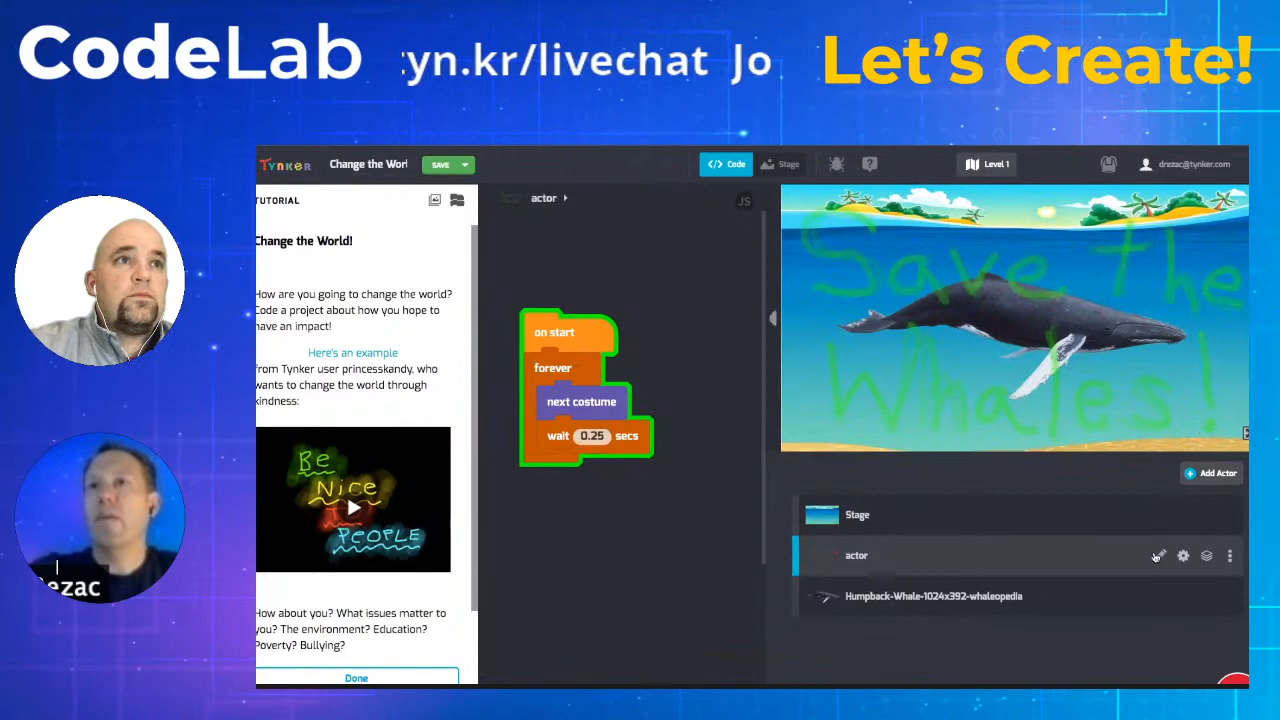 CodeLab
tyn.kr/livechat Jo
Let's Create!
TYNKER
Change the Worl
SAVE
</> Code
Stage
Level 1
drezac@tynker.com
TUTORIAL
actor
JS
Change the World!
How are you going to change the world?
Code a project about how you hope to
have an impact!
Here's an example
from Tynker user princesskandy, who
wants to change the world through
kindness:
Be
Nice
To
PEOPLE
How about you? What issues matter to
you? The environment? Education?
Poverty? Bullying?
Done
on start
forever
next costume
wait 0.25 secs
Save the
Whales!
Add Actor
Stage
actor
Humpback-Whale-1024x392-whaleopedia
ezac